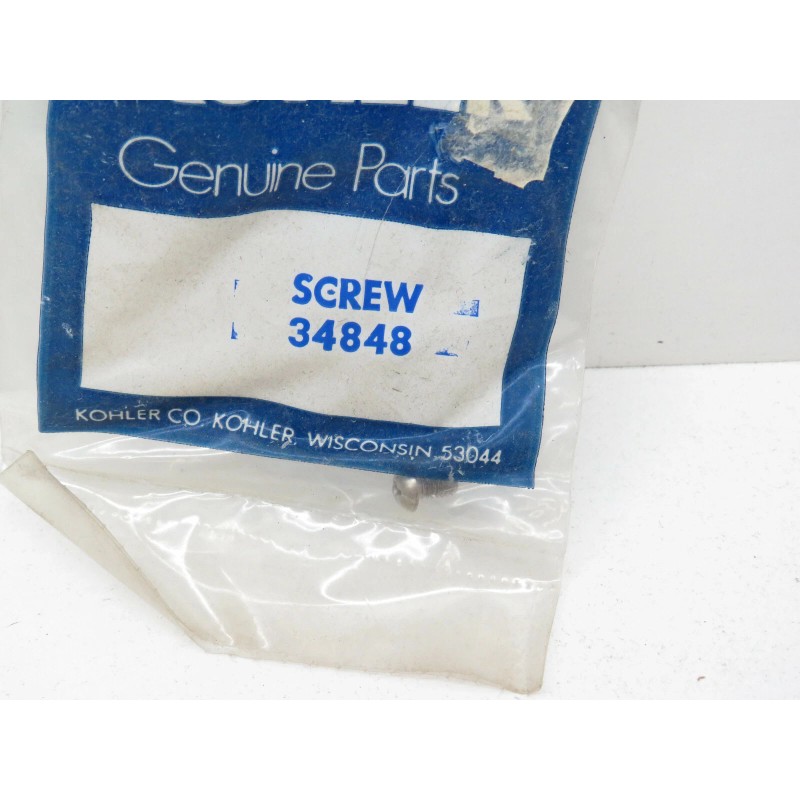 Genuine Parts
SCREW
34848
KOHLER CO. KOHLER, WISCONSIN 53044